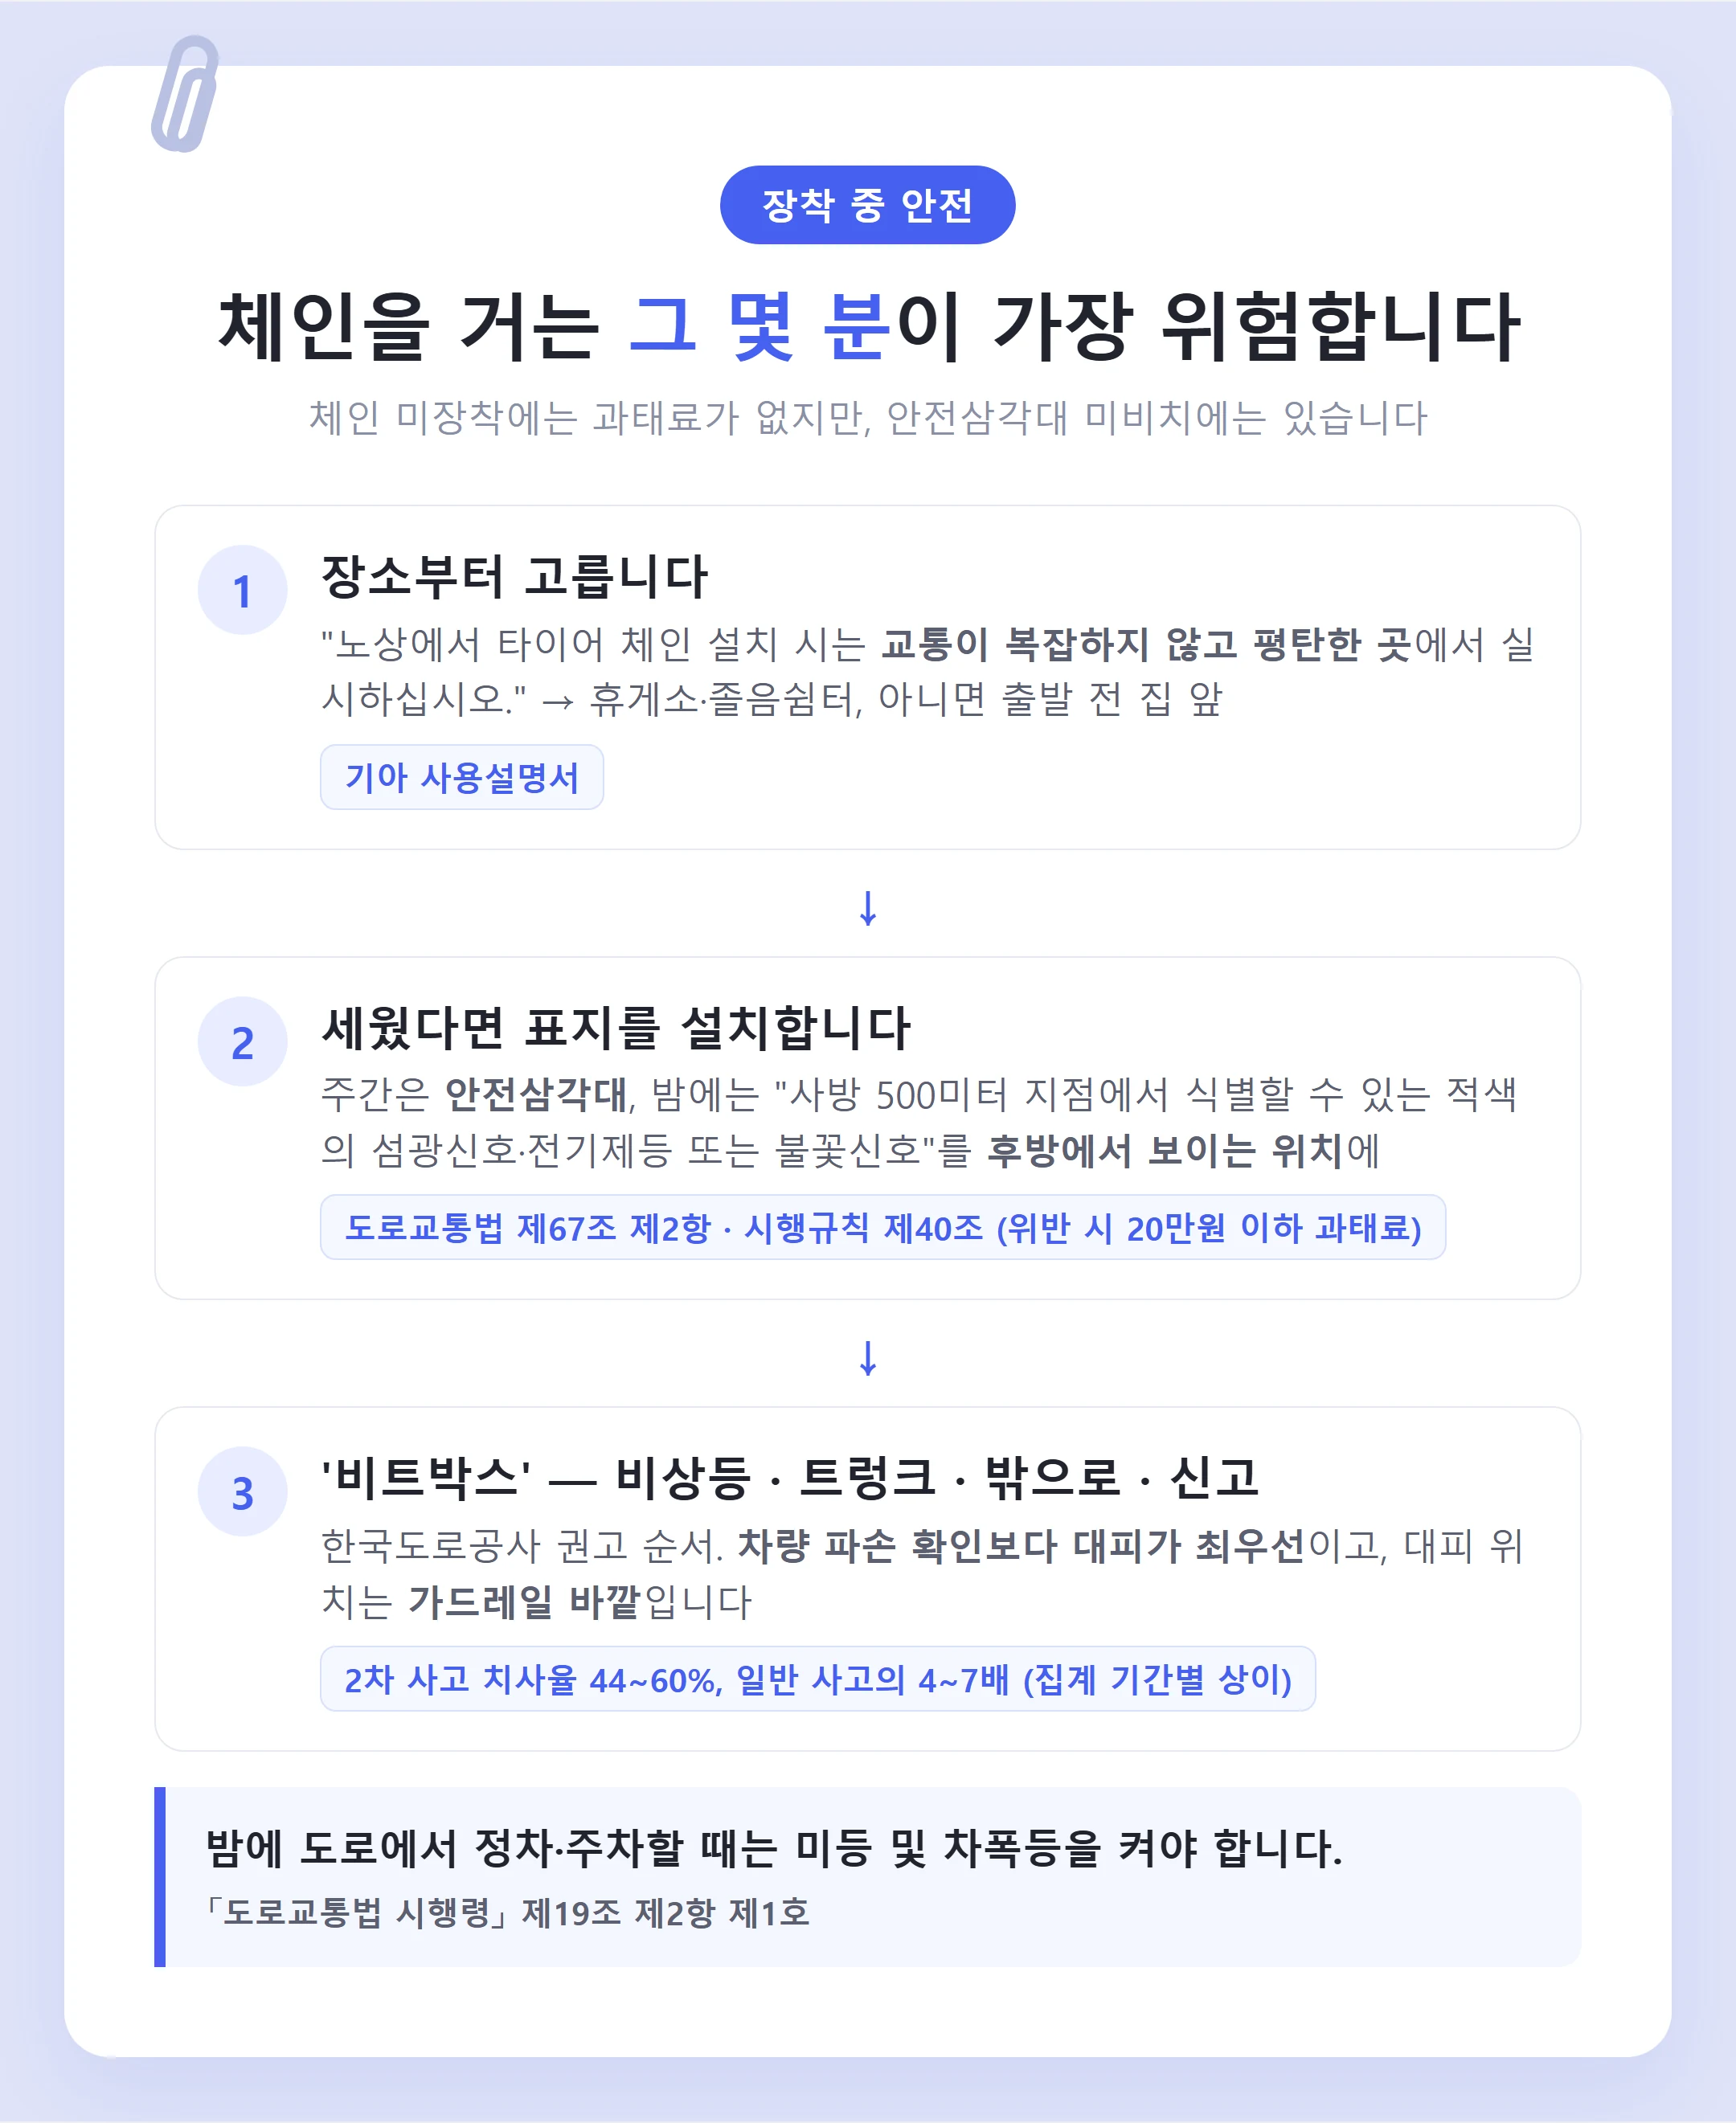 장착 중 안전
체인을 거는 그 몇 분이 가장 위험합니다
체인 미장착에는 과태료가 없지만, 안전삼각대 미비치에는 있습니다
1
장소부터 고릅니다
"노상에서 타이어 체인 설치 시는 교통이 복잡하지 않고 평탄한 곳에서 실
시하십시오." → 휴게소·졸음쉼터, 아니면 출발 전 집 앞
기아 사용설명서
↓
2
세웠다면 표지를 설치합니다
주간은 안전삼각대, 밤에는 "사방 500미터 지점에서 식별할 수 있는 적색
의 섬광신호·전기제등 또는 불꽃신호"를 후방에서 보이는 위치에
도로교통법 제67조 제2항 · 시행규칙 제40조 (위반 시 20만원 이하 과태료)
↓
3
'비트박스' — 비상등 · 트렁크 · 밖으로 · 신고
한국도로공사 권고 순서. 차량 파손 확인보다 대피가 최우선이고, 대피 위
치는 가드레일 바깥입니다
2차 사고 치사율 44~60%, 일반 사고의 4~7배 (집계 기간별 상이)
밤에 도로에서 정차·주차할 때는 미등 및 차폭등을 켜야 합니다.
「도로교통법 시행령」 제19조 제2항 제1호